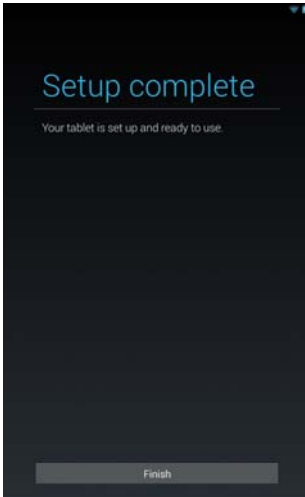 Setup complete
Your tablet is set up and ready to use.
Finish